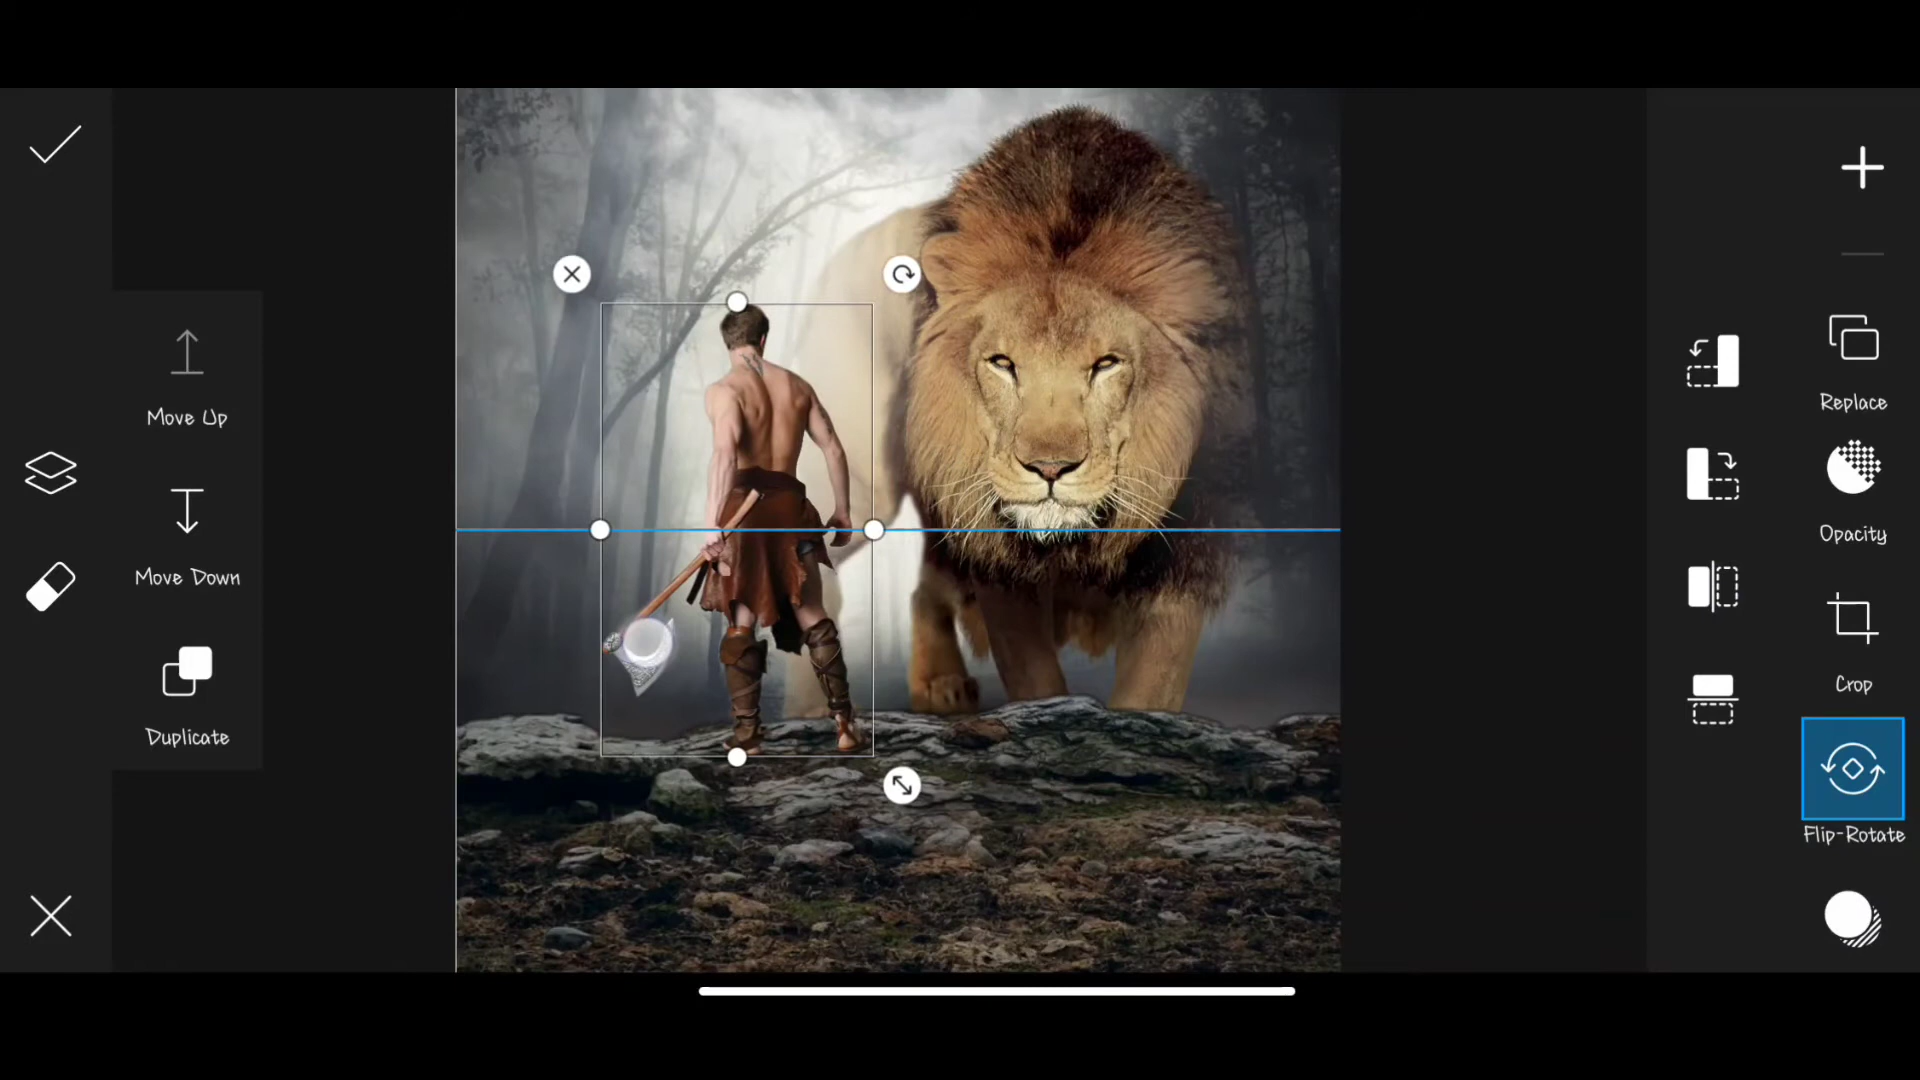 Move Up
Move Down
Duplicate
Replace
Opacity
Crop
Flip-Rotate